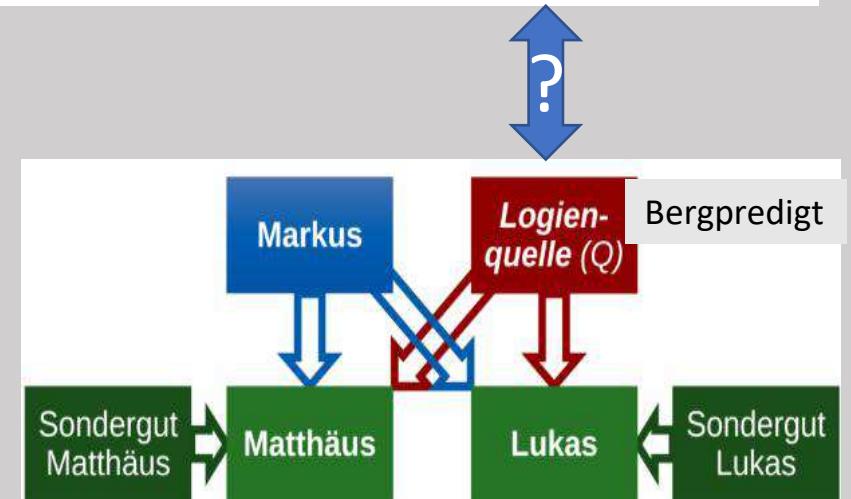 ?
Markus
Logien-
quelle (Q)
Bergpredigt
Sondergut
Matthäus
Matthäus
Lukas
Sondergut
Lukas